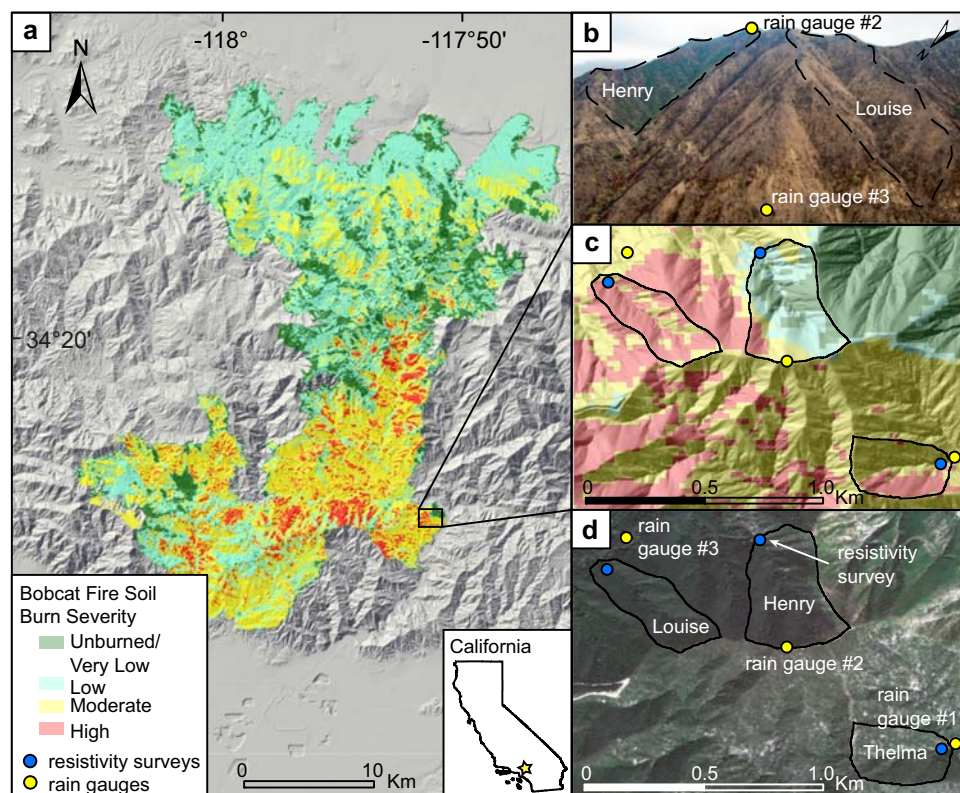 a
-118°
-117°50'
N
34°20'
Bobcat Fire Soil
Burn Severity
Unburned/
Very Low
Low
Moderate
High
resistivity surveys
rain gauges
0
10
Km
California
b
rain gauge #2
N
Henry
Louise
rain gauge #3
c
0
0.5
1.0
Km
d
rain
gauge #3
resistivity
survey
Henry
Louise
rain gauge #2
rain
gauge #1
Thelma
0
0.5
1.0
Km